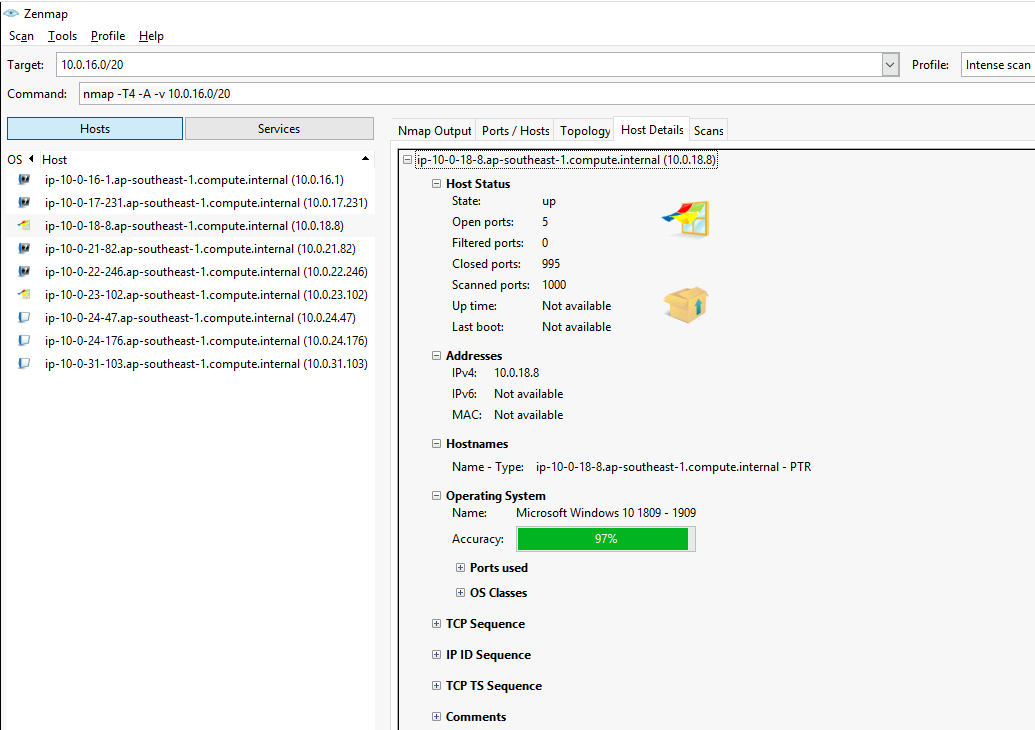 Zenmap
Scan Tools Profile Help
Target: 10.0.16.0/20 Profile: Intense scan
Command: nmap -T4 -A -v 10.0.16.0/20
Hosts Services
Nmap Output Ports / Hosts Topology Host Details Scans
OS Host
ip-10-0-16-1.ap-southeast-1.compute.internal (10.0.16.1)
ip-10-0-17-231.ap-southeast-1.compute.internal (10.0.17.231)
ip-10-0-18-8.ap-southeast-1.compute.internal (10.0.18.8)
ip-10-0-21-82.ap-southeast-1.compute.internal (10.0.21.82)
ip-10-0-22-246.ap-southeast-1.compute.internal (10.0.22.246)
ip-10-0-23-102.ap-southeast-1.compute.internal (10.0.23.102)
ip-10-0-24-47.ap-southeast-1.compute.internal (10.0.24.47)
ip-10-0-24-176.ap-southeast-1.compute.internal (10.0.24.176)
ip-10-0-31-103.ap-southeast-1.compute.internal (10.0.31.103)
ip-10-0-18-8.ap-southeast-1.compute.internal (10.0.18.8)
Host Status
State: up
Open ports: 5
Filtered ports: 0
Closed ports: 995
Scanned ports: 1000
Up time: Not available
Last boot: Not available
Addresses
IPv4: 10.0.18.8
IPv6: Not available
MAC: Not available
Hostnames
Name - Type: ip-10-0-18-8.ap-southeast-1.compute.internal - PTR
Operating System
Name: Microsoft Windows 10 1809 - 1909
Accuracy: 97%
Ports used
OS Classes
TCP Sequence
IP ID Sequence
TCP TS Sequence
Comments